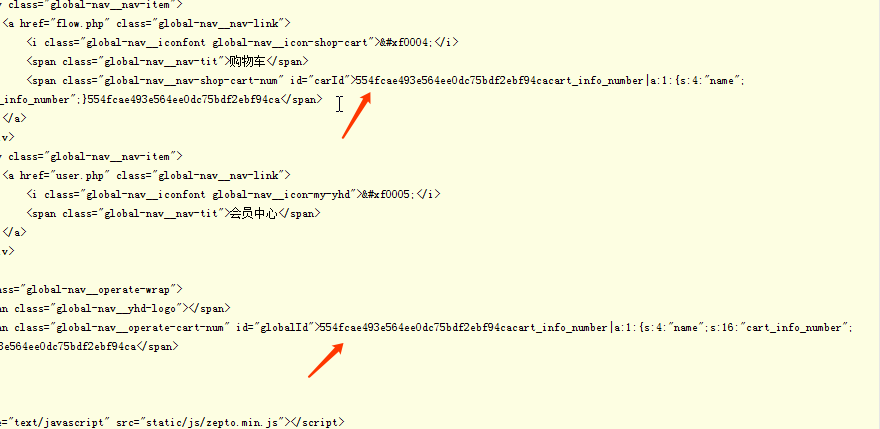 class="global-nav__nav-item">
<a href="flow.php" class="global-nav__nav-link">
<i class="global-nav__iconfont global-nav__icon-shop-cart">&#xf0004;</i>
<span class="global-nav__nav-tit">购物车</span>
<span class="global-nav__nav-shop-cart-num" id="carId">554fcae493e564ee0dc75bdf2ebf94cacart_info_number|a:1:{s:4:"name";
_info_number";}554fcae493e564ee0dc75bdf2ebf94ca</span>
</a>
v>
class="global-nav__nav-item">
<a href="user.php" class="global-nav__nav-link">
<i class="global-nav__iconfont global-nav__icon-my-yhd">&#xf0005;</i>
<span class="global-nav__nav-tit">会员中心</span>
</a>
v>
ass="global-nav__operate-wrap">
an class="global-nav__yhd-logo"></span>
an class="global-nav__operate-cart-num" id="globalId">554fcae493e564ee0dc75bdf2ebf94cacart_info_number|a:1:{s:4:"name";s:16:"cart_info_number";
3e564ee0dc75bdf2ebf94ca</span>
="text/javascript" src="static/js/zepto.min.js"></script>